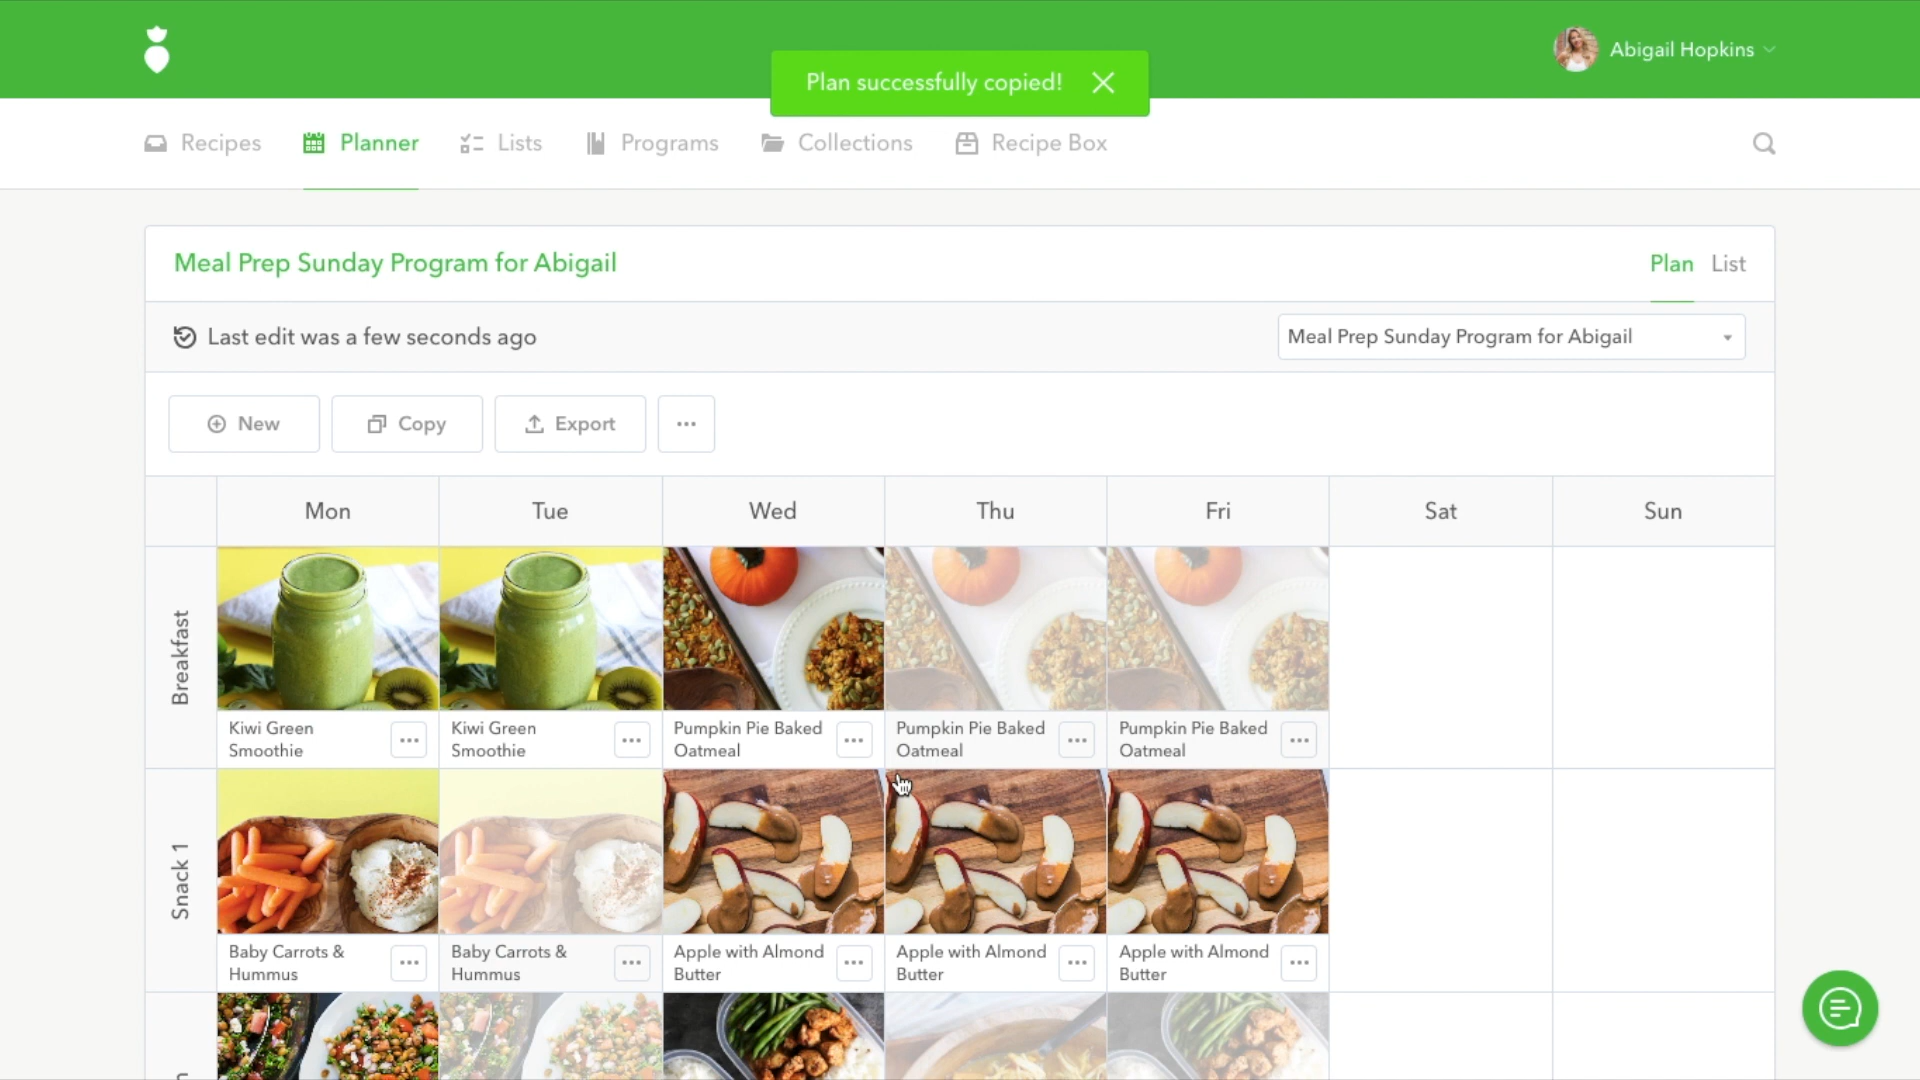 Abigail Hopkins
Plan successfully copied!
Recipes
Planner
Lists
Programs
Collections
Recipe Box
Meal Prep Sunday Program for Abigail
Plan
List
Last edit was a few seconds ago
Meal Prep Sunday Program for Abigail
New
Copy
Export
Mon
Tue
Wed
Thu
Fri
Sat
Sun
Breakfast
Kiwi Green
Smoothie
Kiwi Green
Smoothie
Pumpkin Pie Baked
Oatmeal
Pumpkin Pie Baked
Oatmeal
Pumpkin Pie Baked
Oatmeal
Snack 1
Baby Carrots &
Hummus
Baby Carrots &
Hummus
Apple with Almond
Butter
Apple with Almond
Butter
Apple with Almond
Butter